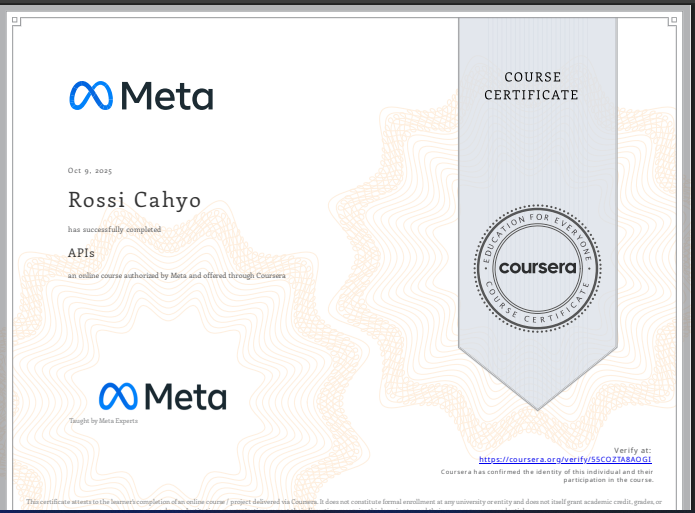 Meta
COURSE
CERTIFICATE
Oct 9, 2025
Rossi Cahyo
has successfully completed
APIs
an online course authorized by Meta and offered through Coursera
EDUCATION FOR EVERYONE
coursera
COURSE CERTIFICATE
Meta
Taught by Meta Experts
Verify at:
https://coursera.org/verify/55COZTA8AOGI
Coursera has confirmed the identity of this individual and their
participation in the course.
This certificate attests to the learner's completion of an online course / project delivered via Coursera. It does not constitute formal enrollment at any university or entity and does not itself grant academic credit, grades, or